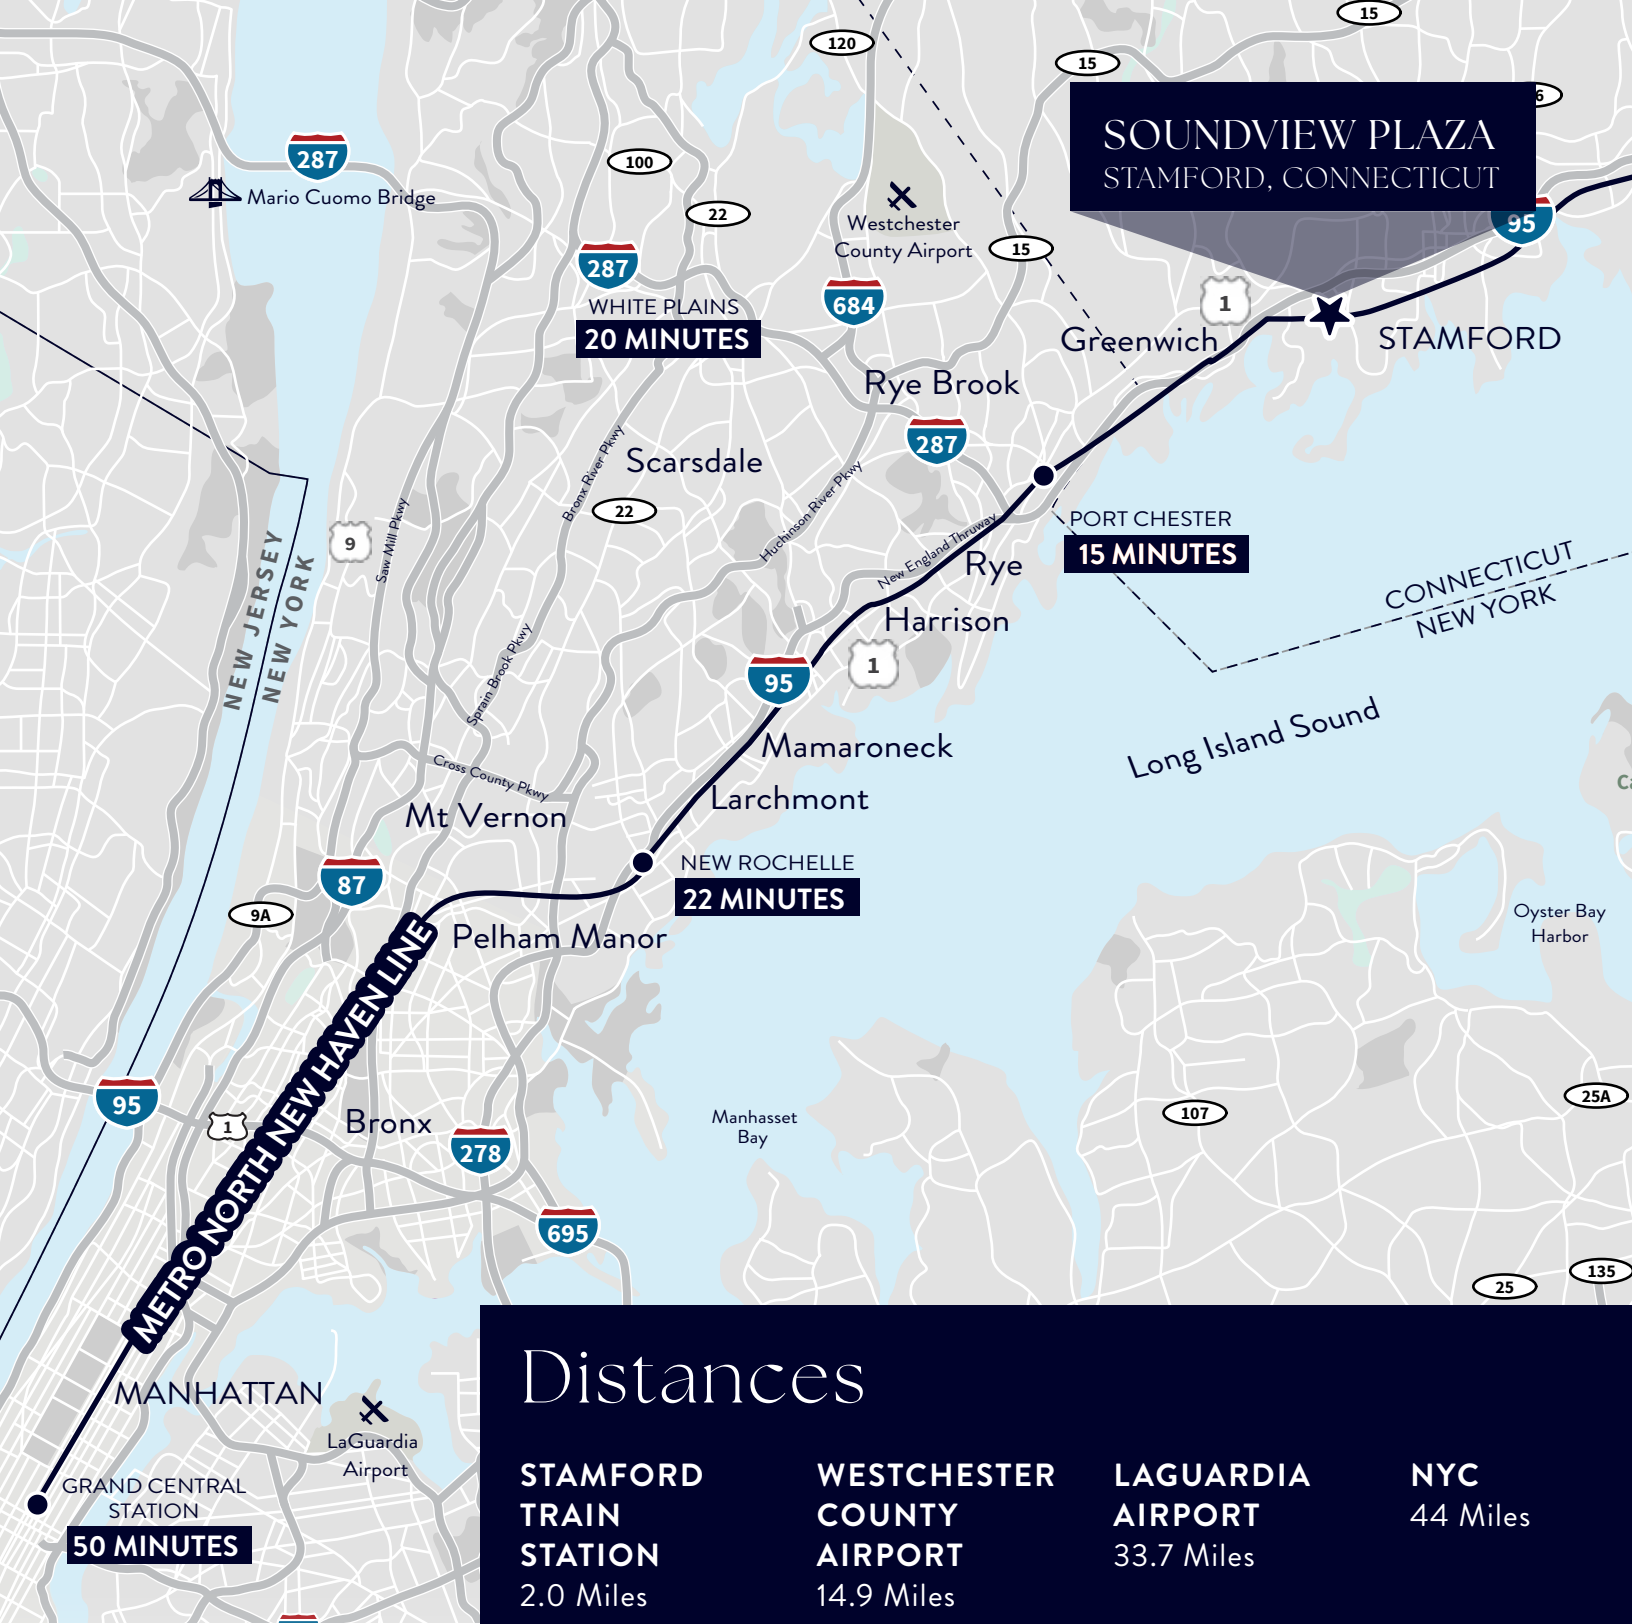 15
120
15
6
SOUNDVIEW PLAZA
STAMFORD, CONNECTICUT
287
Mario Cuomo Bridge
100
22
Westchester
County Airport
15
95
287
WHITE PLAINS
20 MINUTES
684
1
Greenwich
STAMFORD
Rye Brook
287
Scarsdale
Bronx River Pkwy
22
Huchinson River Pkwy
9
Saw Mill Pkwy
NEW JERSEY
NEW YORK
New England Thruway
PORT CHESTER
15 MINUTES
Rye
CONNECTICUT
NEW YORK
Harrison
1
95
Sprain Brook Pkwy
Long Island Sound
Mamaroneck
Cross County Pkwy
Larchmont
Mt Vernon
NEW ROCHELLE
22 MINUTES
87
9A
Pelham Manor
Oyster Bay
Harbor
METRO NORTH NEW HAVEN LINE
95
1
Bronx
278
Manhasset
Bay
107
25A
695
135
25
MANHATTAN
LaGuardia
Airport
GRAND CENTRAL
STATION
50 MINUTES
Distances
STAMFORD
TRAIN
STATION
2.0 Miles
WESTCHESTER
COUNTY
AIRPORT
14.9 Miles
LAGUARDIA
AIRPORT
33.7 Miles
NYC
44 Miles